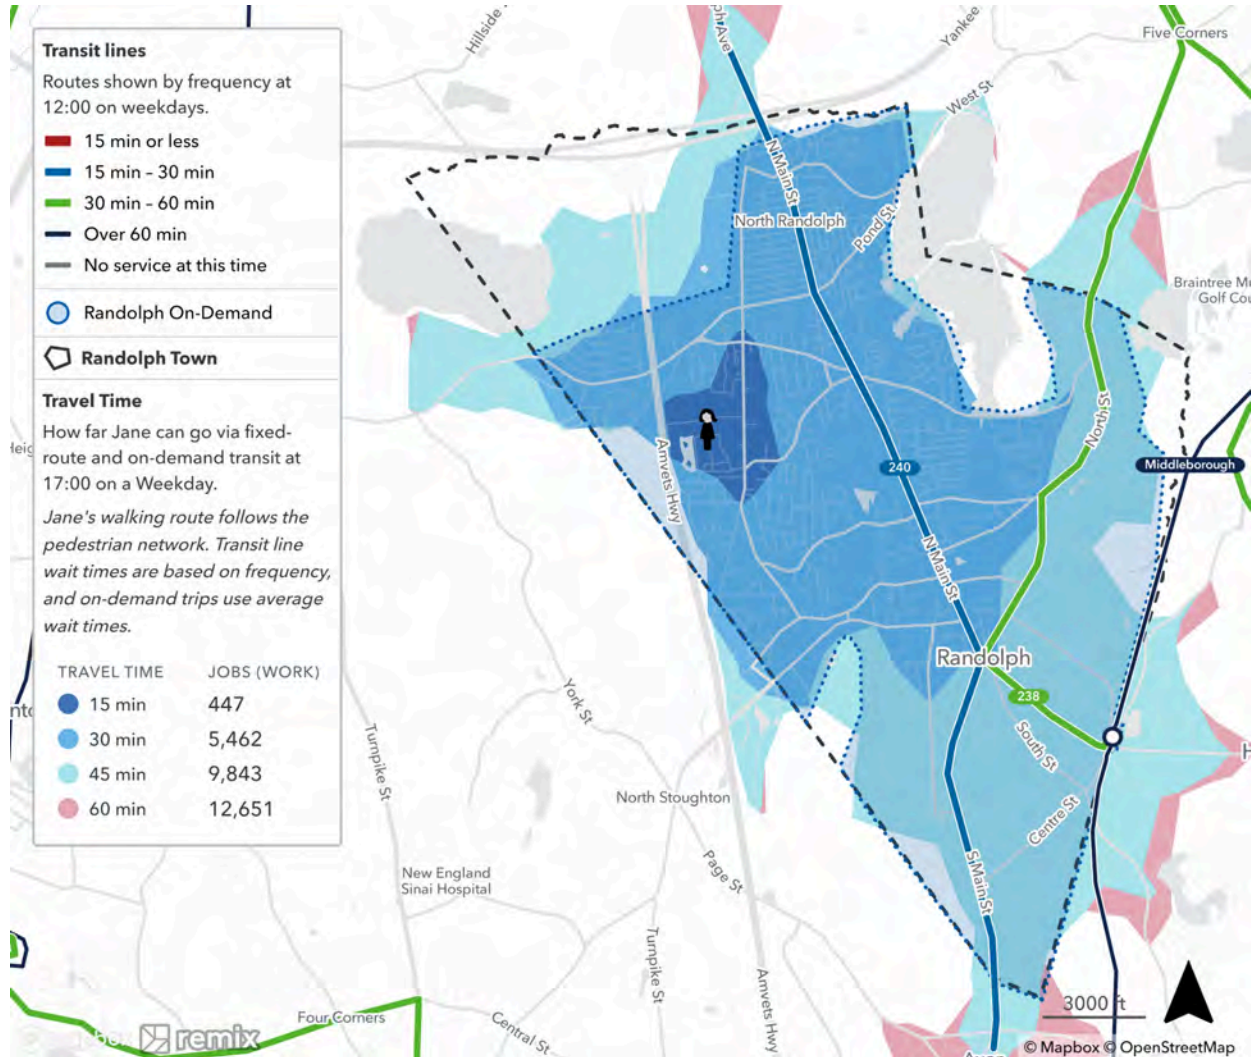 Transit lines
Routes shown by frequency at
12:00 on weekdays.
15 min or less
15 min – 30 min
30 min – 60 min
Over 60 min
No service at this time
Randolph On-Demand
Randolph Town
Travel Time
How far Jane can go via fixed-
route and on-demand transit at
17:00 on a Weekday.
Jane's walking route follows the
pedestrian network. Transit line
wait times are based on frequency,
and on-demand trips use average
wait times.
TRAVEL TIME JOBS (WORK)
15 min 447
30 min 5,462
45 min 9,843
60 min 12,651
Hillside
ph Ave
Yankee
Five Corners
West St
N Main St
North Randolph
Pond St
Braintree Mu
Golf Cou
North St
Amvets Hwy
240
Middleborough
N Main St
Randolph
238
South St
York St
Turnpike St
North Stoughton
Centre St
Page St
S Main St
New England
Sinai Hospital
Turnpike St
Amvets Hwy
3000 ft
Four Corners
Central St
remix
© Mapbox © OpenStreetMap